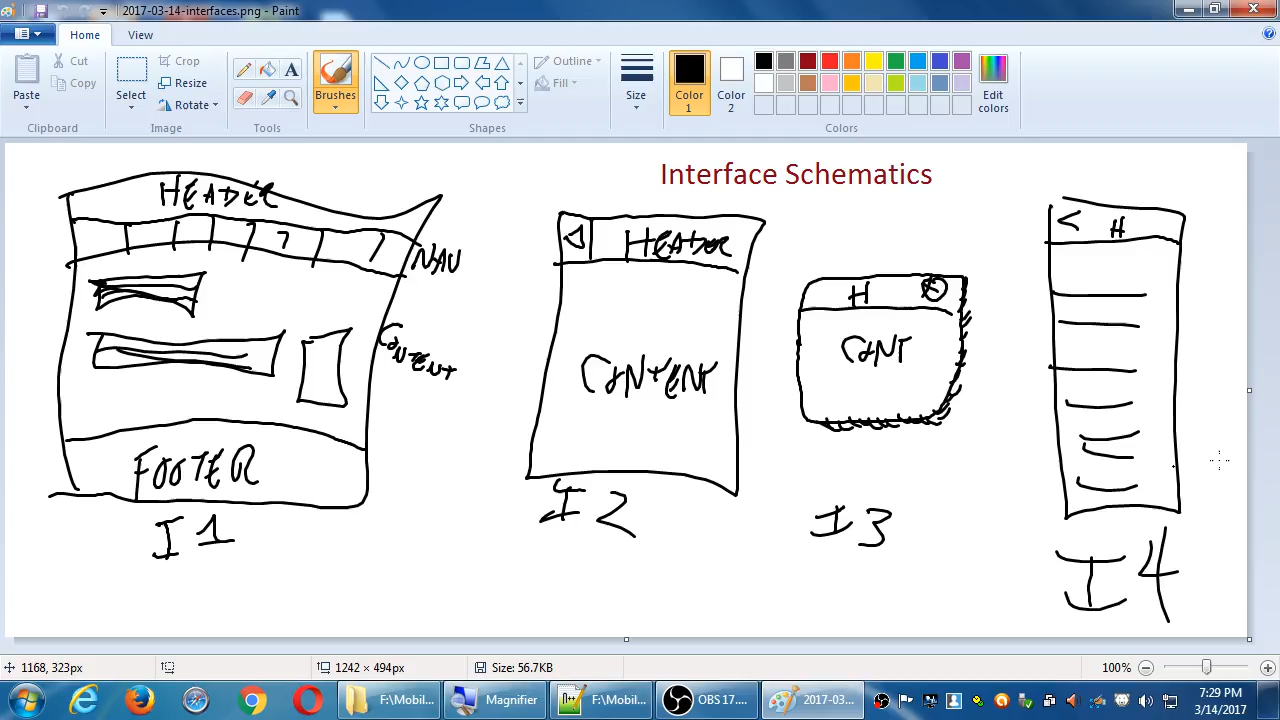 2017-03-14-interfaces.png - Paint
Home
View
Paste
Cut
Copy
Clipboard
Select
Crop
Resize
Rotate
Image
A
Tools
Brushes
Outline
Fill
Shapes
Size
Color
1
Color
2
Edit
colors
Colors
Interface Schematics
HEADER
NAV
CONTENT
FOOTER
I 1
HEADER
CONTENT
I 2
H
X
CONT
I 3
<
H
I 4
1168, 323px
1242 × 494px
Size: 56.7KB
100%
F:\Mobil...
Magnifier
F:\Mobil...
OBS 17....
2017-03...
7:29 PM
3/14/2017